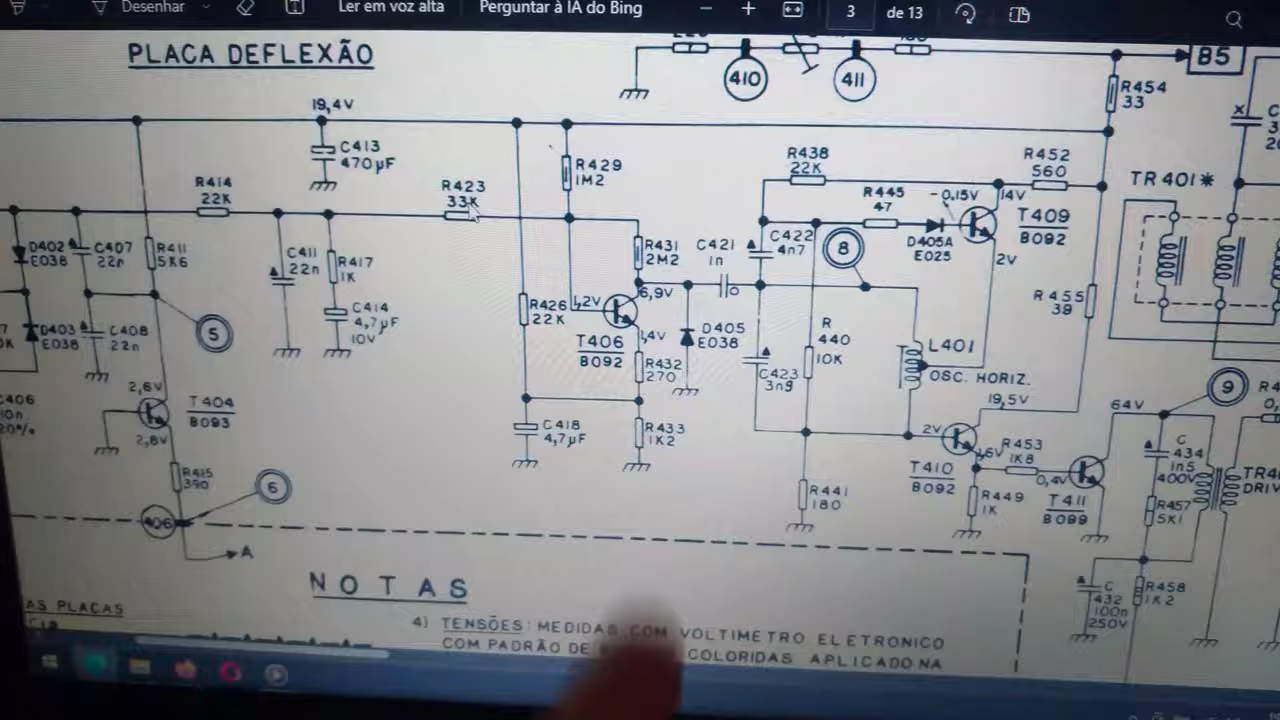 Desenhar
Ler em voz alta
Perguntar à IA do Bing
3
de 13
PLACA DEFLEXÃO
410
411
B5
R454
33
19,4V
C413
470µF
R429
1M2
R438
22K
R452
560
TR401*
R414
22K
R423
33K
R445
47
-0,15V
14V
T409
B092
D402
E038
C407
22n
R411
5K6
C411
22n
R417
1K
R431
2M2
C421
1n
C422
4n7
8
D405A
E025
2V
C414
4,7µF
10V
R426
22K
1,2V
6,9V
T406
B092
1,4V
D405
E038
R455
39
D403
E038
C408
22n
5
R432
270
R
440
10K
C423
3n9
L401
OSC. HORIZ.
9
2,6V
T404
B093
2,8V
C406
10n
20%
C418
4,7µF
R433
1K2
19,5V
64V
2V
T410
B092
R453
1K8
0,4V
C
434
1n5
400V
R415
390
6
406
A
R441
180
R449
1K
T411
B099
R457
5K1
DRIV
NOTAS
C
432
100n
250V
R458
1K2
AS PLACAS
4) TENSÕES: MEDIDAS COM VOLTIMETRO ELETRONICO
COM PADRÃO DE COLORIDAS APLICADO NA